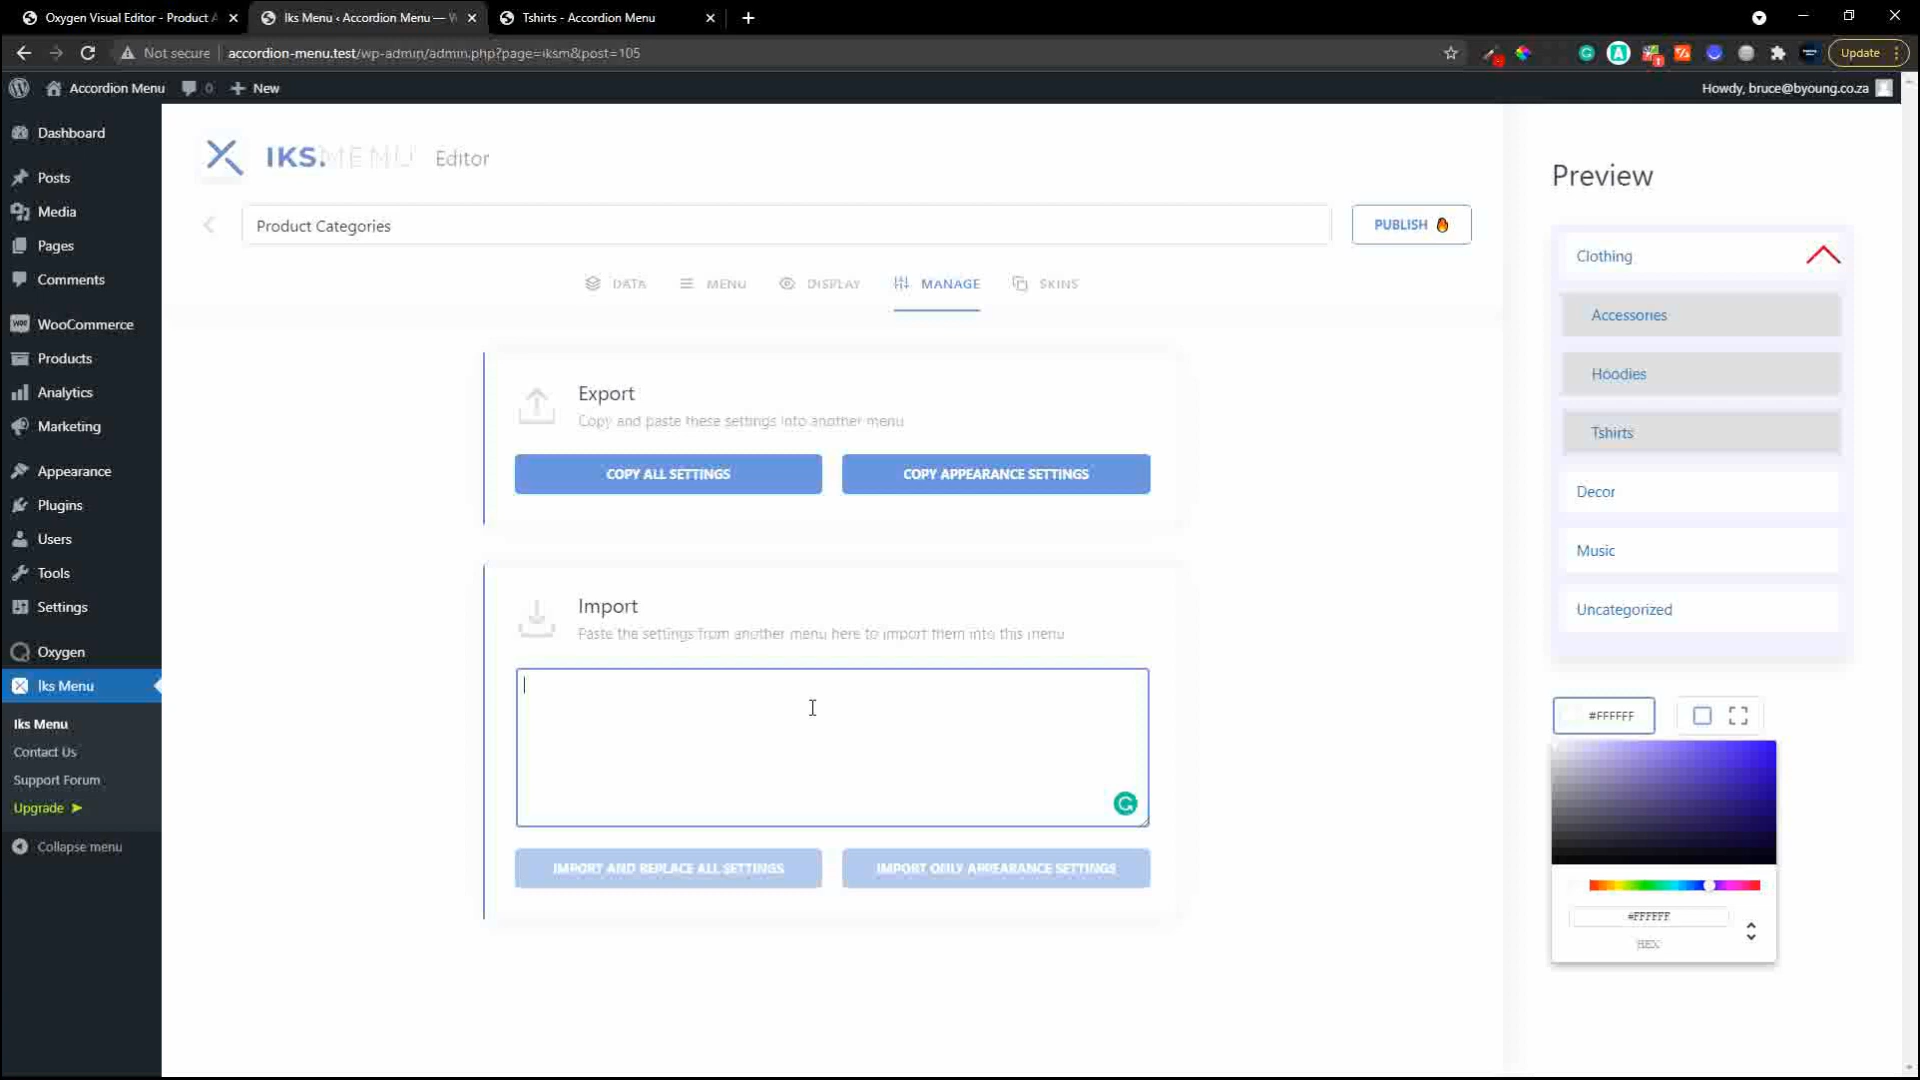 Oxygen Visual Editor - Product A
Iks Menu ‹ Accordion Menu — W
Tshirts - Accordion Menu
Not secure
accordion-menu.test/wp-admin/admin.php?page=iksm&post=105
Update
Accordion Menu
0
New
Howdy, bruce@byoung.co.za
Dashboard
Posts
Media
Pages
Comments
WooCommerce
Products
Analytics
Marketing
Appearance
Plugins
Users
Tools
Settings
Oxygen
Iks Menu
Iks Menu
Contact Us
Support Forum
Upgrade ➤
Collapse menu
IKS.MENU Editor
Product Categories
PUBLISH
DATA
MENU
DISPLAY
MANAGE
SKINS
Export
Copy and paste these settings into another menu
COPY ALL SETTINGS
COPY APPEARANCE SETTINGS
Import
Paste the settings from another menu here to import them into this menu
IMPORT AND REPLACE ALL SETTINGS
IMPORT ONLY APPEARANCE SETTINGS
Preview
Clothing
Accessories
Hoodies
Tshirts
Decor
Music
Uncategorized
#FFFFFF
#FFFFFF
HEX